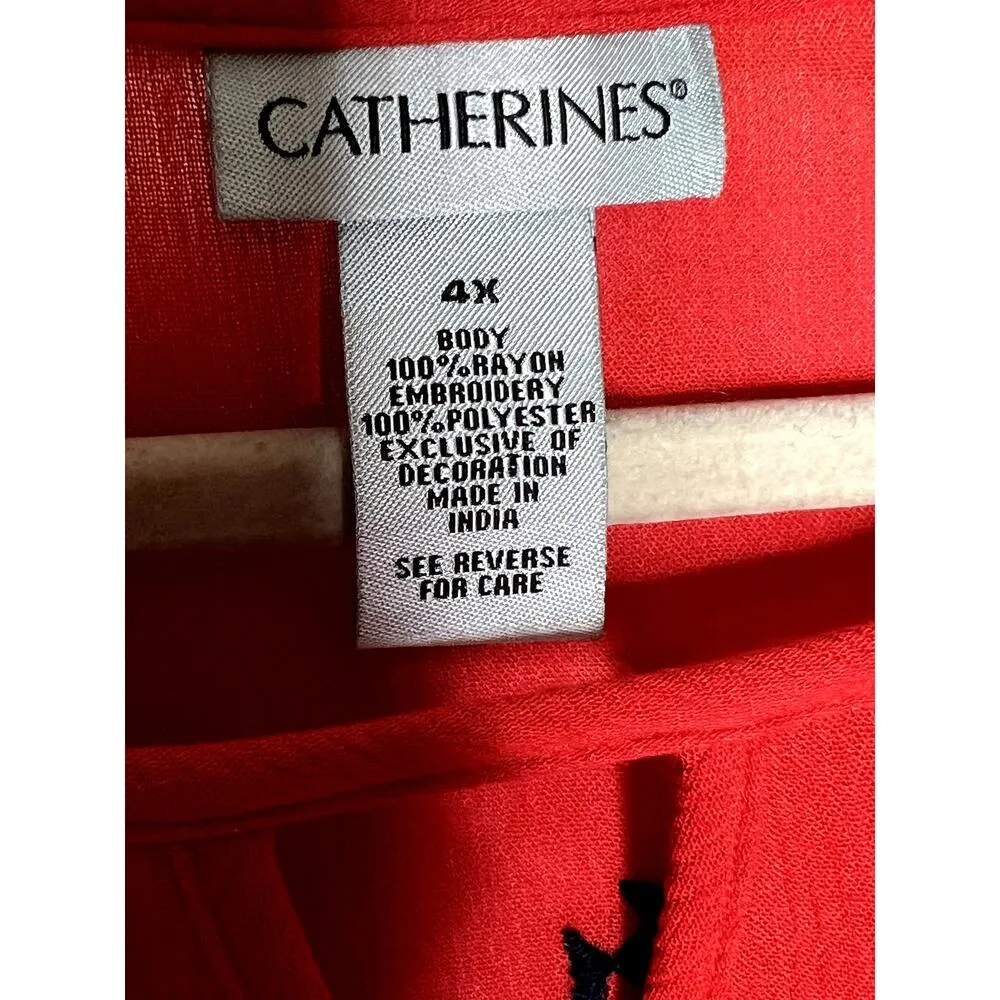 CATHERINES®
4X
BODY
100%RAYON
EMBROIDERY
100%POLYESTER
EXCLUSIVE OF
DECORATION
MADE IN
INDIA
SEE REVERSE
FOR CARE